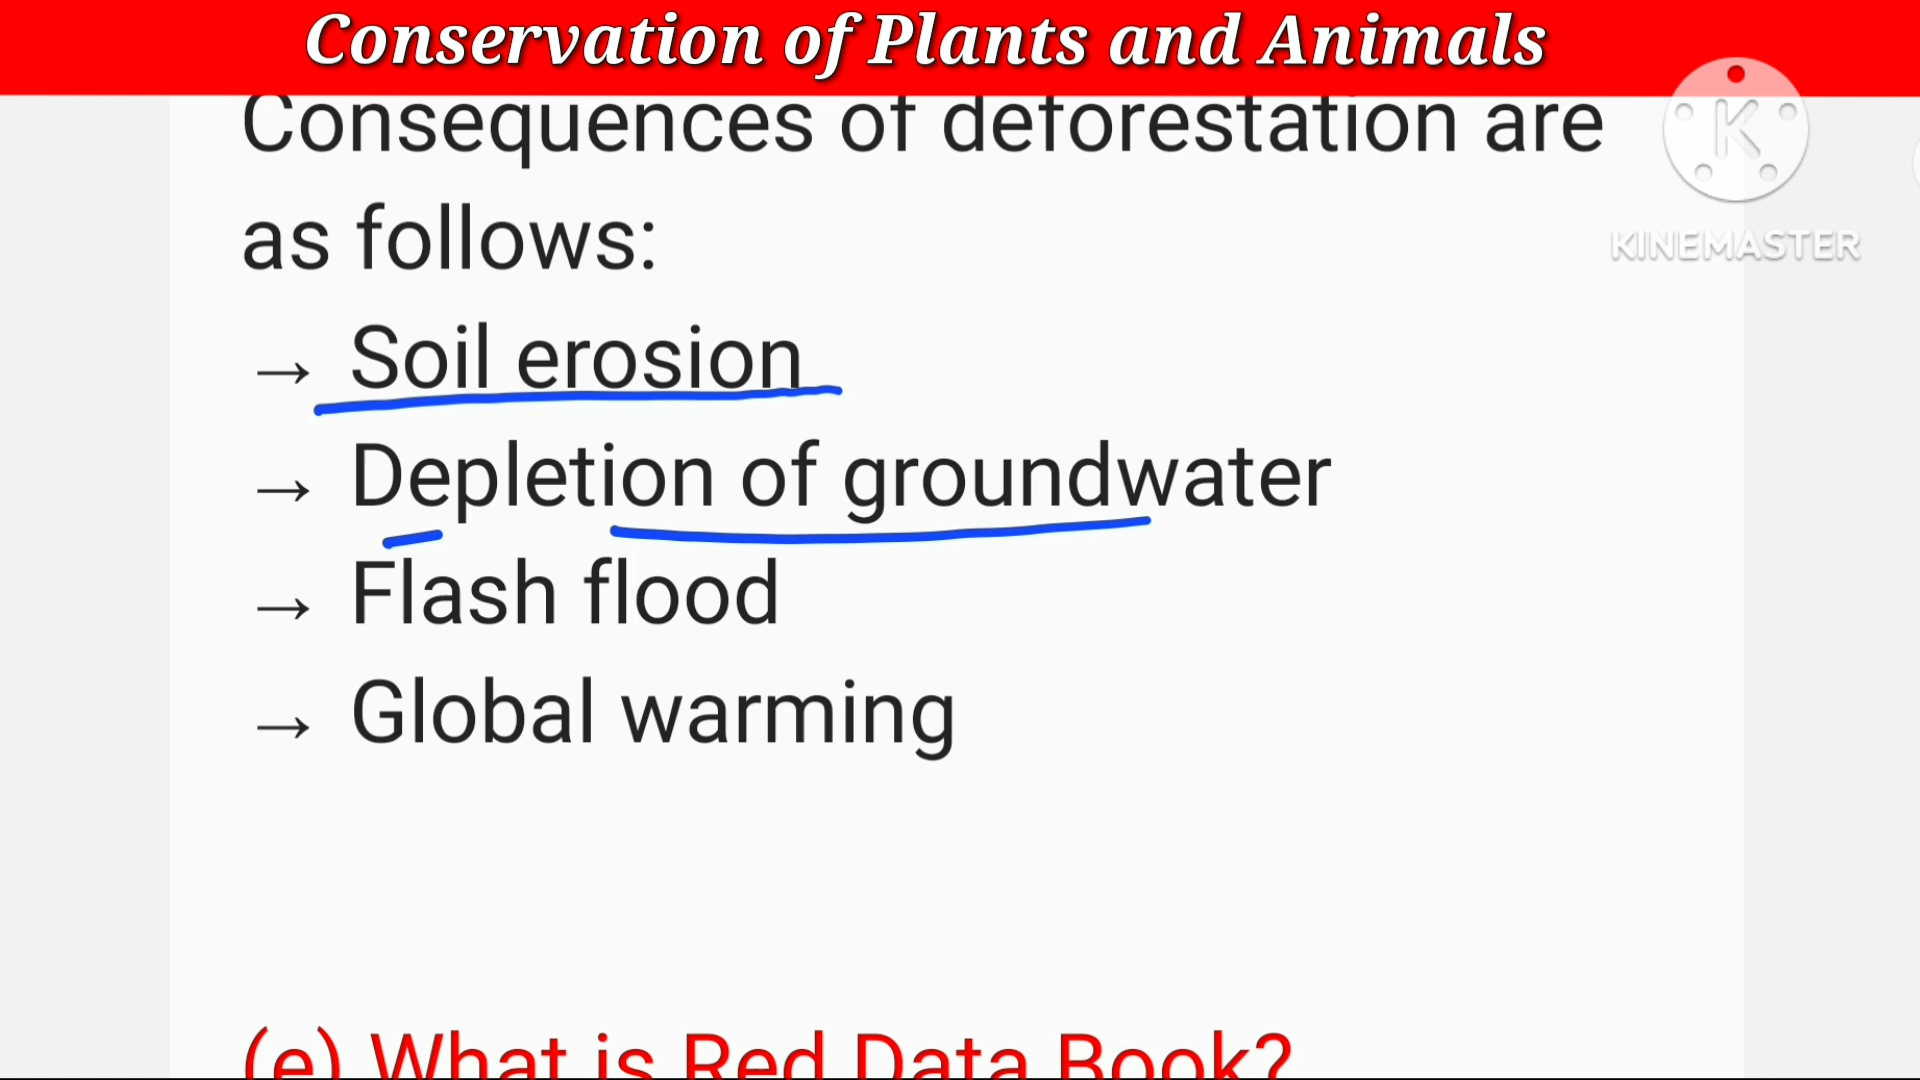 Conservation of Plants and Animals
Consequences of deforestation are
as follows:
→ Soil erosion
→ Depletion of groundwater
→ Flash flood
→ Global warming
(e) What is Red Data Book?
K
KINEMASTER